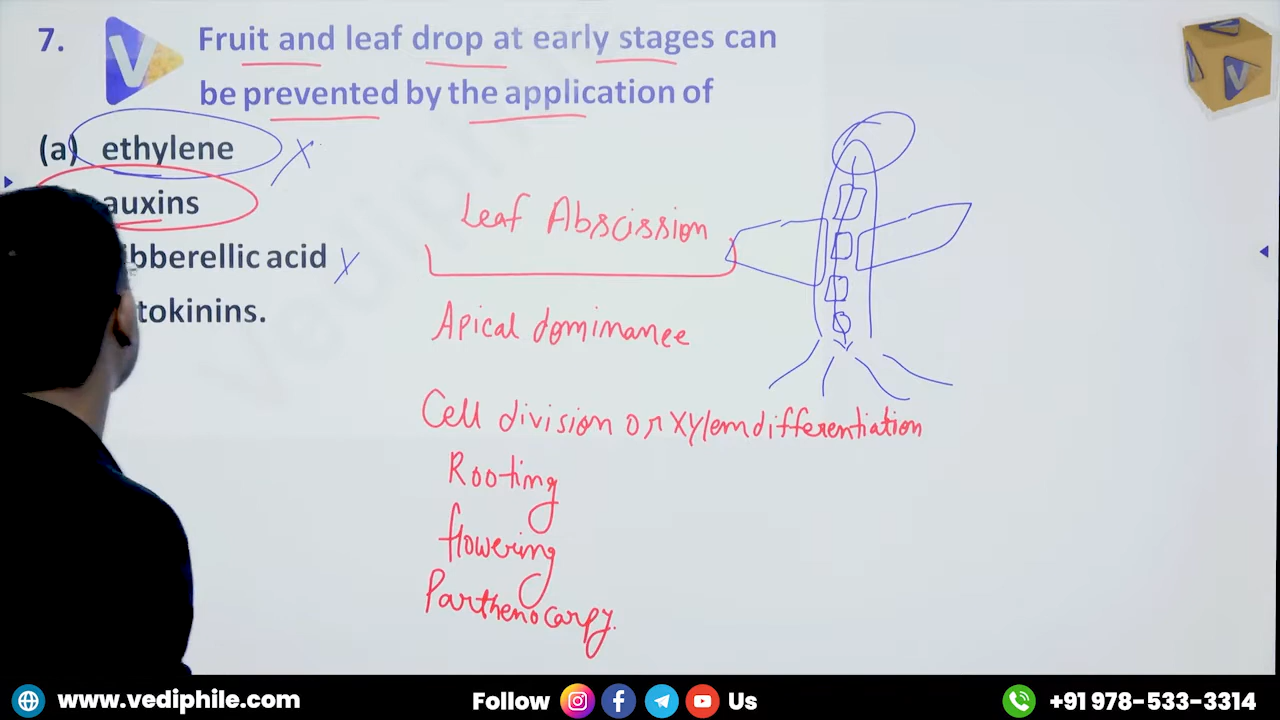 7. Fruit and leaf drop at early stages can
be prevented by the application of
(a) ethylene X
auxins
ibberellic acid X
tokinins.
Leaf Abscission
Apical dominance
Cell division or xylem differentiation
Rooting
flowering
Parthenocarpy.
www.vediphile.com
Follow Us
+91 978-533-3314